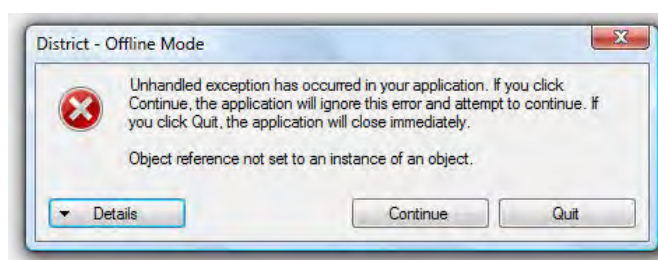 District - Offline Mode
Unhandled exception has occurred in your application. If you click
Continue, the application will ignore this error and attempt to continue. If
you click Quit, the application will close immediately.
Object reference not set to an instance of an object.
Details
Continue
Quit